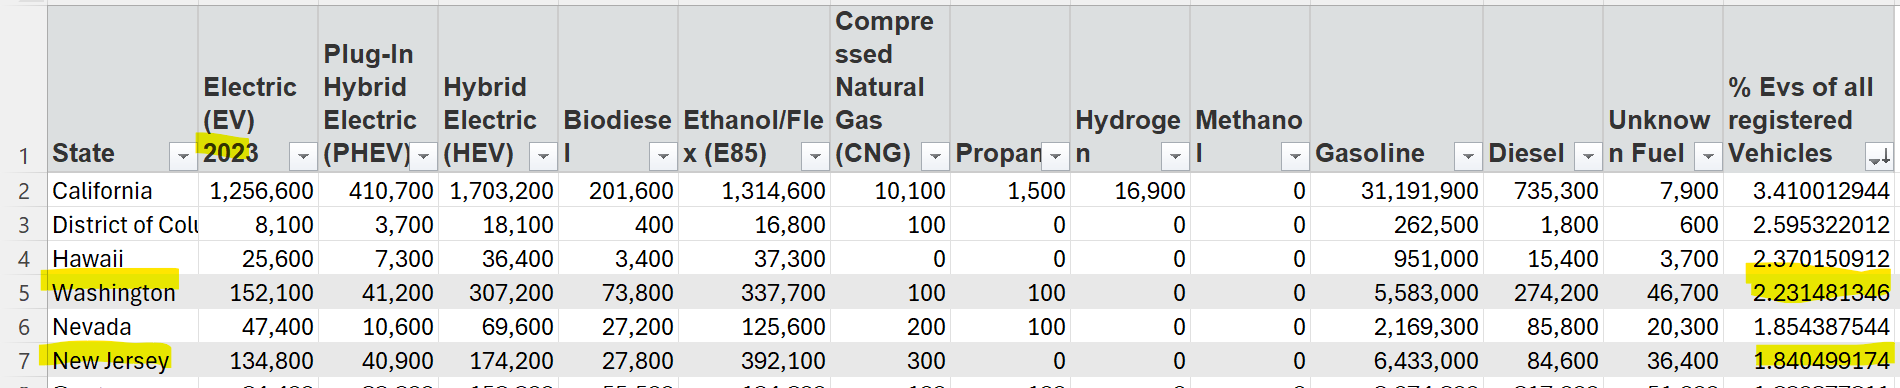 1 State Electric (EV) 2023 Plug-In Hybrid Electric (PHEV) Hybrid Electric (HEV) Biodiesel Ethanol/Flex (E85) Compressed Natural Gas (CNG) Propan Hydrogen Methanol Gasoline Diesel Unknown Fuel % Evs of all registered Vehicles
2 California 1,256,600 410,700 1,703,200 201,600 1,314,600 10,100 1,500 16,900 0 31,191,900 735,300 7,900 3.410012944
3 District of Colu 8,100 3,700 18,100 400 16,800 100 0 0 0 262,500 1,800 600 2.595322012
4 Hawaii 25,600 7,300 36,400 3,400 37,300 0 0 0 0 951,000 15,400 3,700 2.370150912
5 Washington 152,100 41,200 307,200 73,800 337,700 100 100 0 0 5,583,000 274,200 46,700 2.231481346
6 Nevada 47,400 10,600 69,600 27,200 125,600 200 100 0 0 2,169,300 85,800 20,300 1.854387544
7 New Jersey 134,800 40,900 174,200 27,800 392,100 300 0 0 0 6,433,000 84,600 36,400 1.840499174